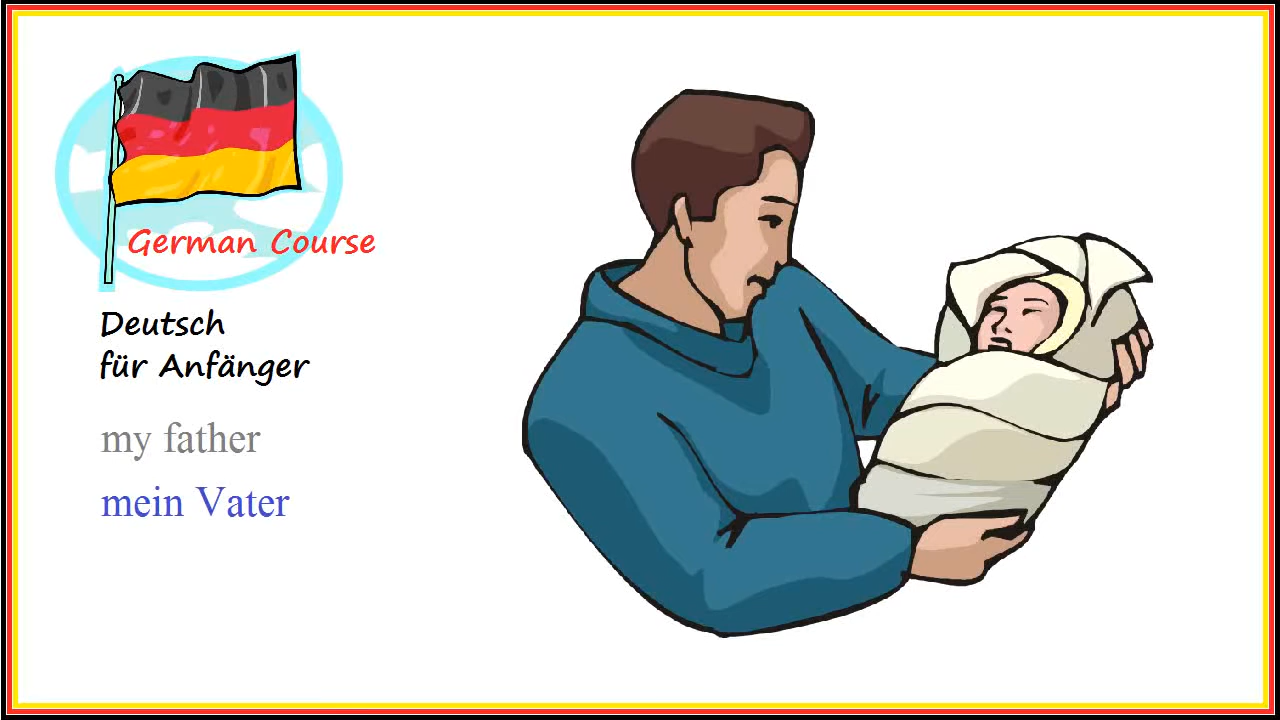 German Course
Deutsch
für Anfänger
my father
mein Vater